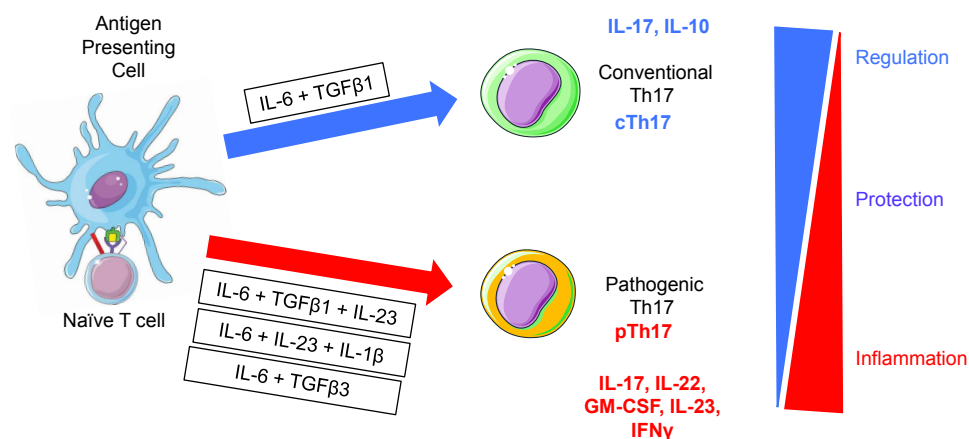 Antigen
Presenting
Cell
IL-6 + TGFβ1
IL-17, IL-10
Conventional
Th17
cTh17
Regulation
Protection
Naïve T cell
IL-6 + TGFβ1 + IL-23
IL-6 + IL-23 + IL-1β
IL-6 + TGFβ3
Pathogenic
Th17
pTh17
Inflammation
IL-17, IL-22,
GM-CSF, IL-23,
IFNγ